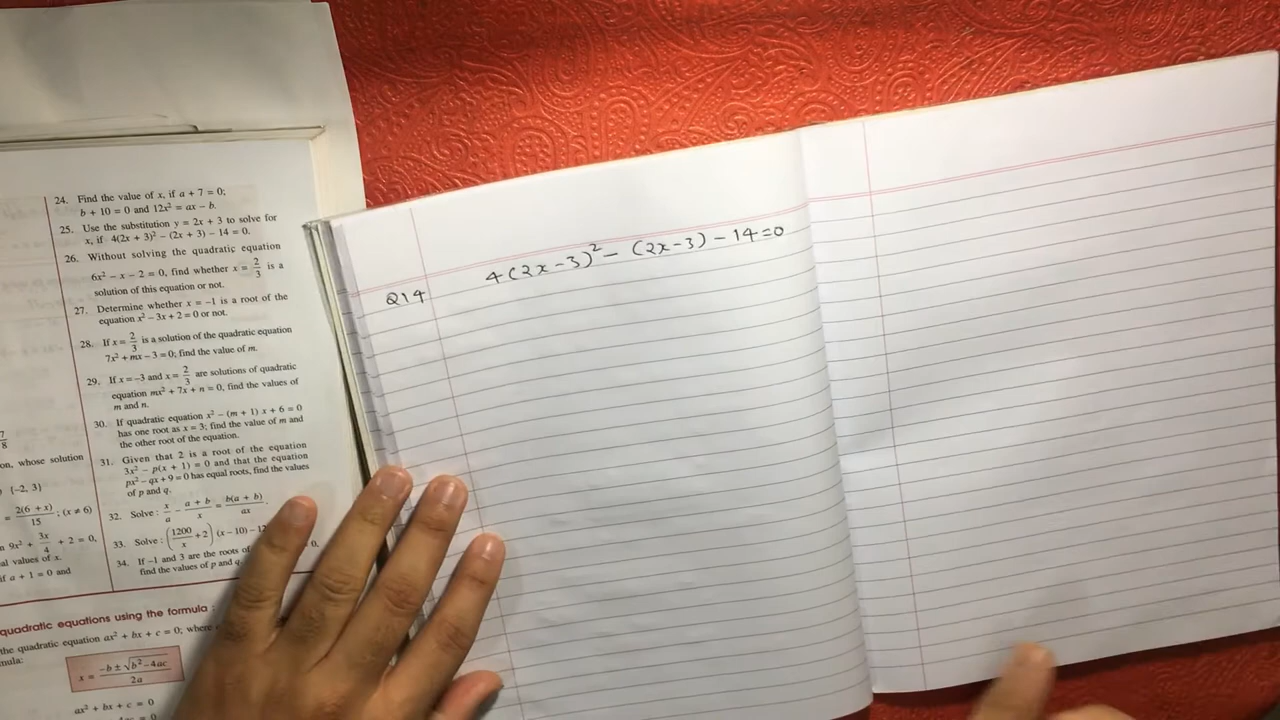 24. Find the value of x, if a + 7 = 0;
b + 10 = 0 and 12x² = ax – b.
25. Use the substitution y = 2x + 3 to solve for
x, if 4(2x + 3)² – (2x + 3) – 14 = 0.
26. Without solving the quadratic equation
6x² – x – 2 = 0, find whether x = 2/3 is a
solution of this equation or not.
27. Determine whether x = –1 is a root of the
equation x² – 3x + 2 = 0 or not.
28. If x = 2/3 is a solution of the quadratic equation
7x² + mx – 3 = 0; find the value of m.
29. If x = –3 and x = 2/3 are solutions of quadratic
equation mx² + 7x + n = 0, find the values of
m and n.
30. If quadratic equation x² – (m + 1) x + 6 = 0
has one root as x = 3; find the value of m and
the other root of the equation.
31. Given that 2 is a root of the equation
3x² – p(x + 1) = 0 and that the equation
px² – qx + 9 = 0 has equal roots, find the values
of p and q.
32. Solve : x/a – (a + b)/x = b(a + b)/ax.
33. Solve : (1200/x + 2) (x – 10) – 12
34. If –1 and 3 are the roots of 0,
find the values of p and q
7/8
on, whose solution
(–2, 3)
= 2(6 + x)/15 ; (x ≠ 6)
9x² + 3x/4 + 2 = 0,
al values of x.
if a + 1 = 0 and
quadratic equations using the formula :
the quadratic equation ax² + bx + c = 0; where
mula:
x = (–b ± √(b² – 4ac))/2a
ax² + bx + c = 0
Q14 4(2x-3)² - (2x-3) - 14 = 0